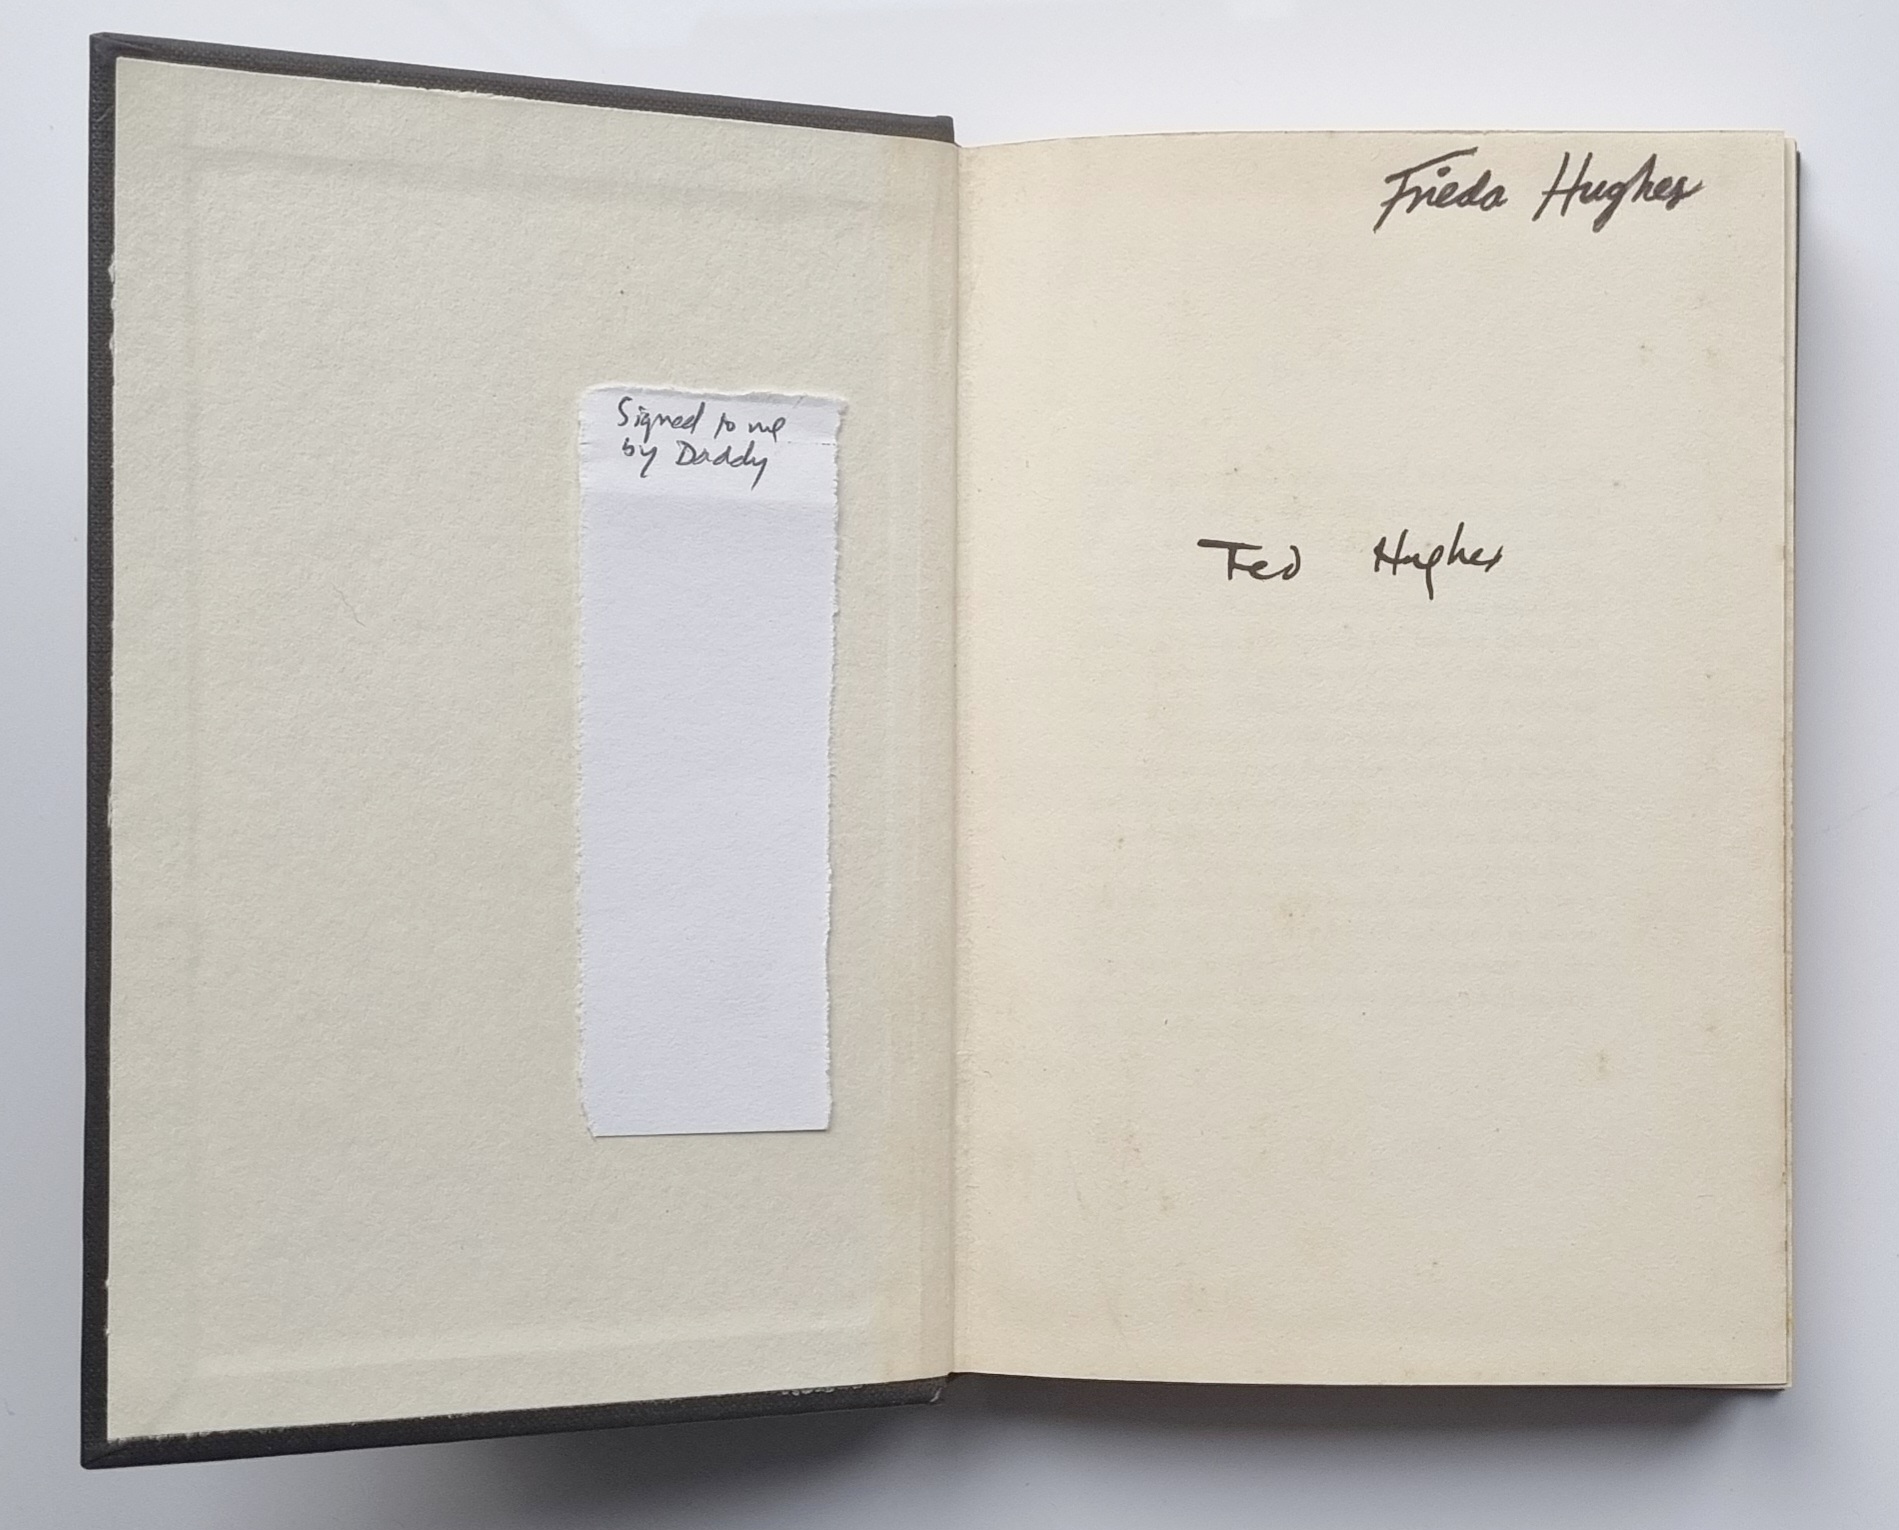 Signed to me
by Daddy
Frieda Hughes
Ted Hughes